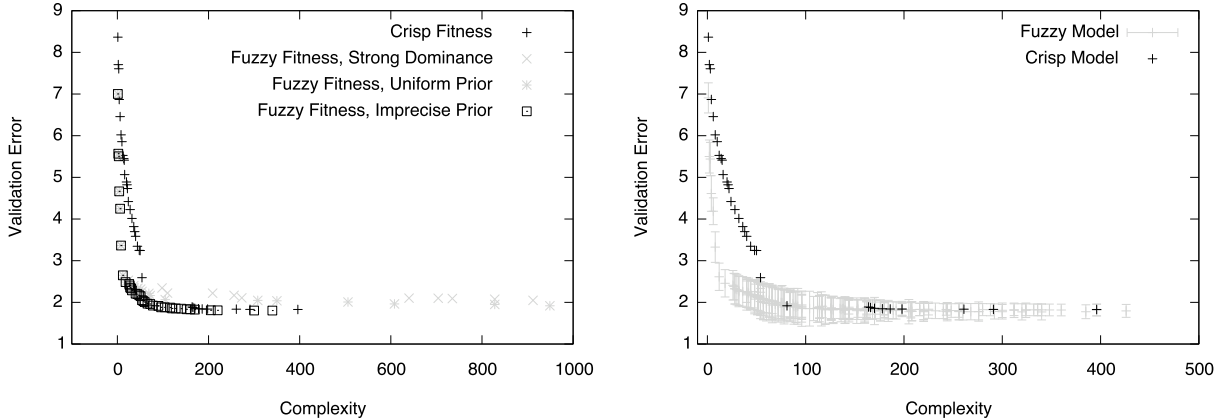 9
8
7
6
5
4
3
2
1
Validation Error
Crisp Fitness
Fuzzy Fitness, Strong Dominance
Fuzzy Fitness, Uniform Prior
Fuzzy Fitness, Imprecise Prior
0 200 400 600 800 1000
Complexity
9
8
7
6
5
4
3
2
1
Validation Error
Fuzzy Model
Crisp Model
0 100 200 300 400 500
Complexity